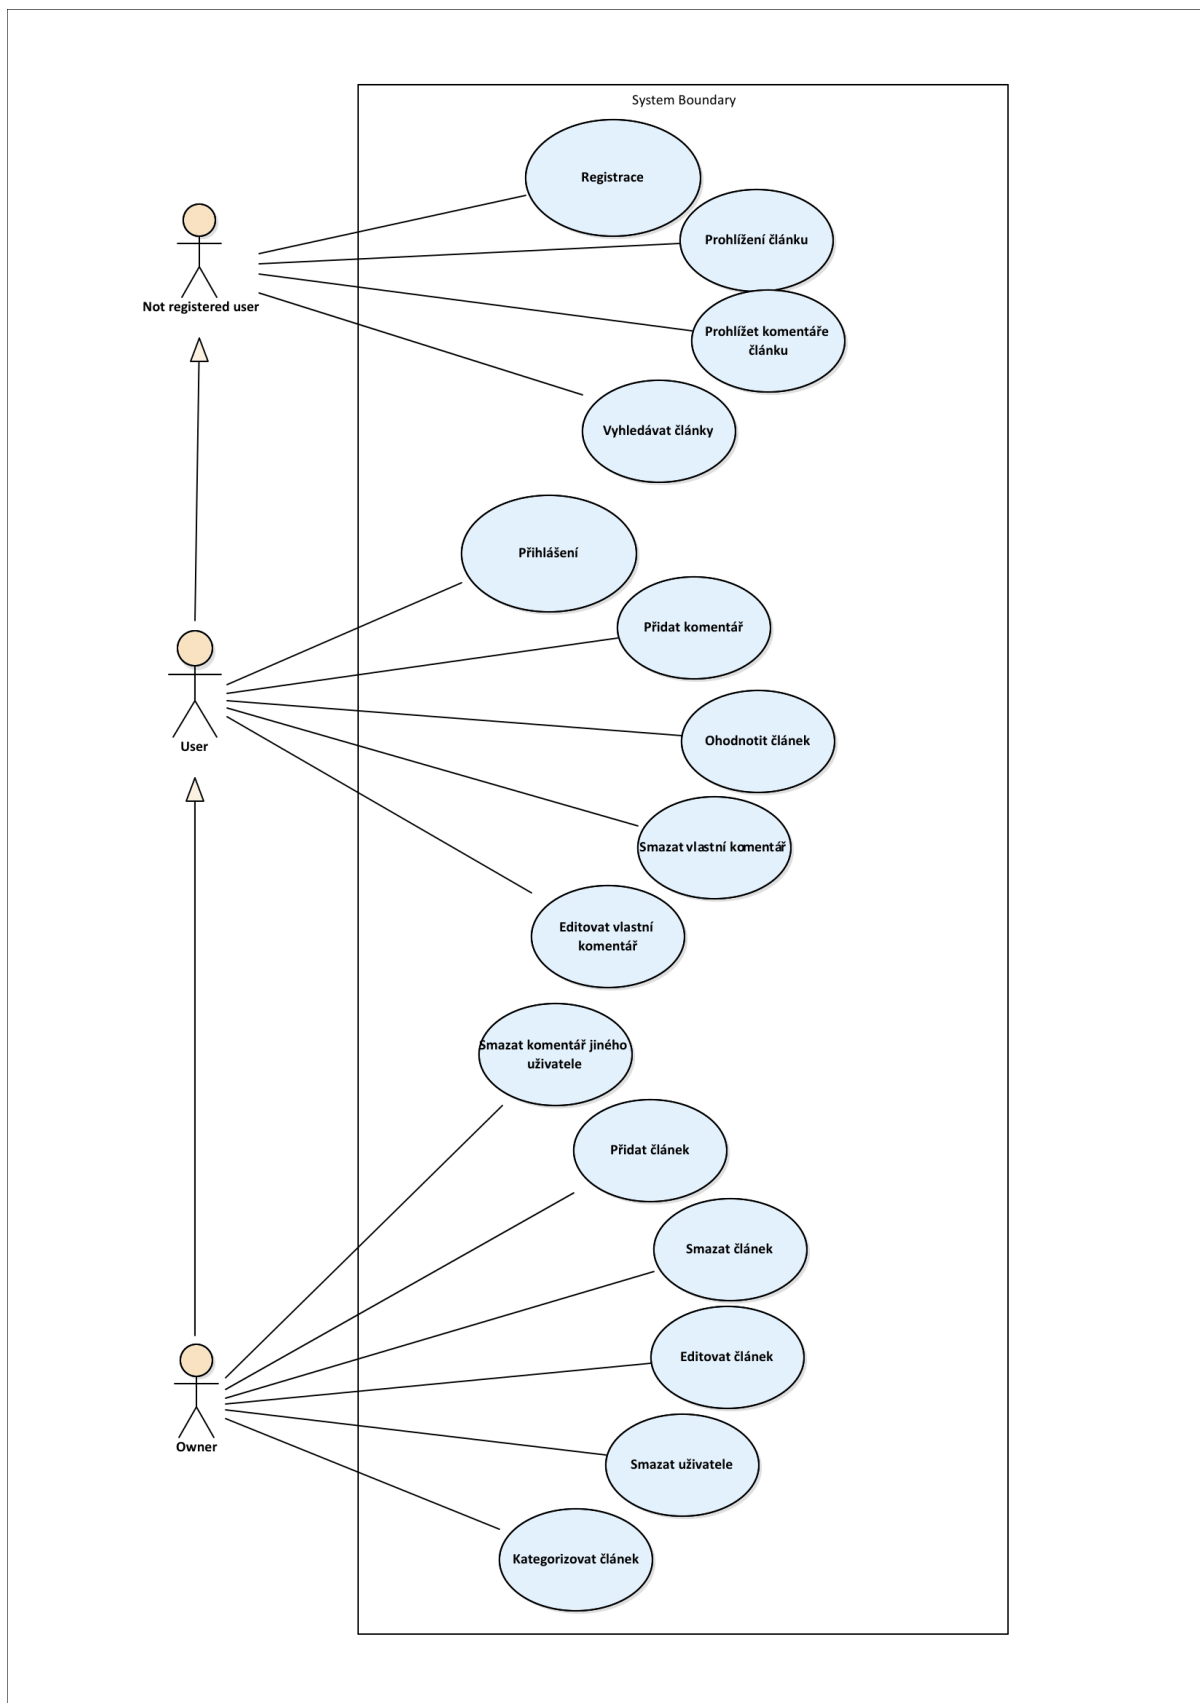 System Boundary
Registrace
Prohlížení článku
Not registered user
Prohlížet komentáře
článku
Vyhledávat články
Přihlášení
Přidat komentář
User
Ohodnotit článek
Smazat vlastní komentář
Editovat vlastní
komentář
Smazat komentář jiného
uživatele
Přidat článek
Smazat článek
Editovat článek
Owner
Smazat uživatele
Kategorizovat článek